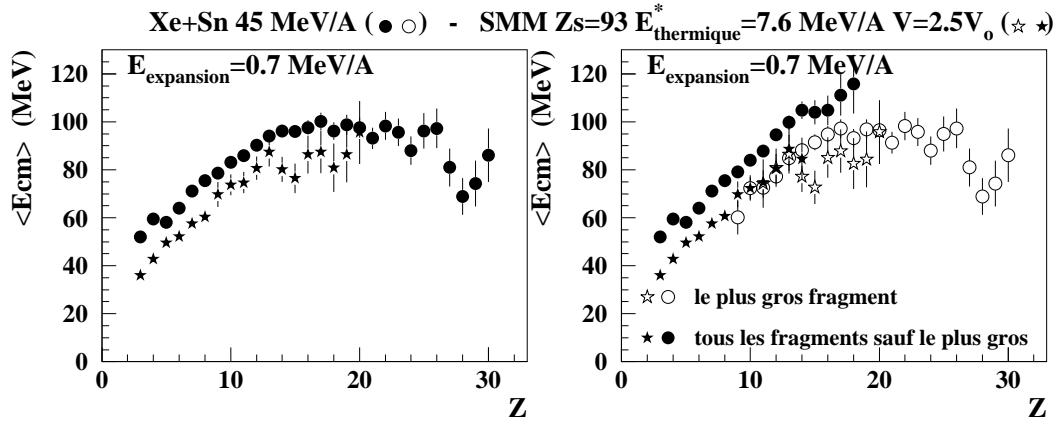 Xe+Sn 45 MeV/A (● ○) - SMM Zs=93 E*thermique=7.6 MeV/A V=2.5Vo (☆ ★)
Eexpansion=0.7 MeV/A
<Ecm> (MeV)
120
100
80
60
40
20
0
0
10
20
30
Z
Eexpansion=0.7 MeV/A
<Ecm> (MeV)
120
100
80
60
40
20
0
le plus gros fragment
tous les fragments sauf le plus gros
0
10
20
30
Z